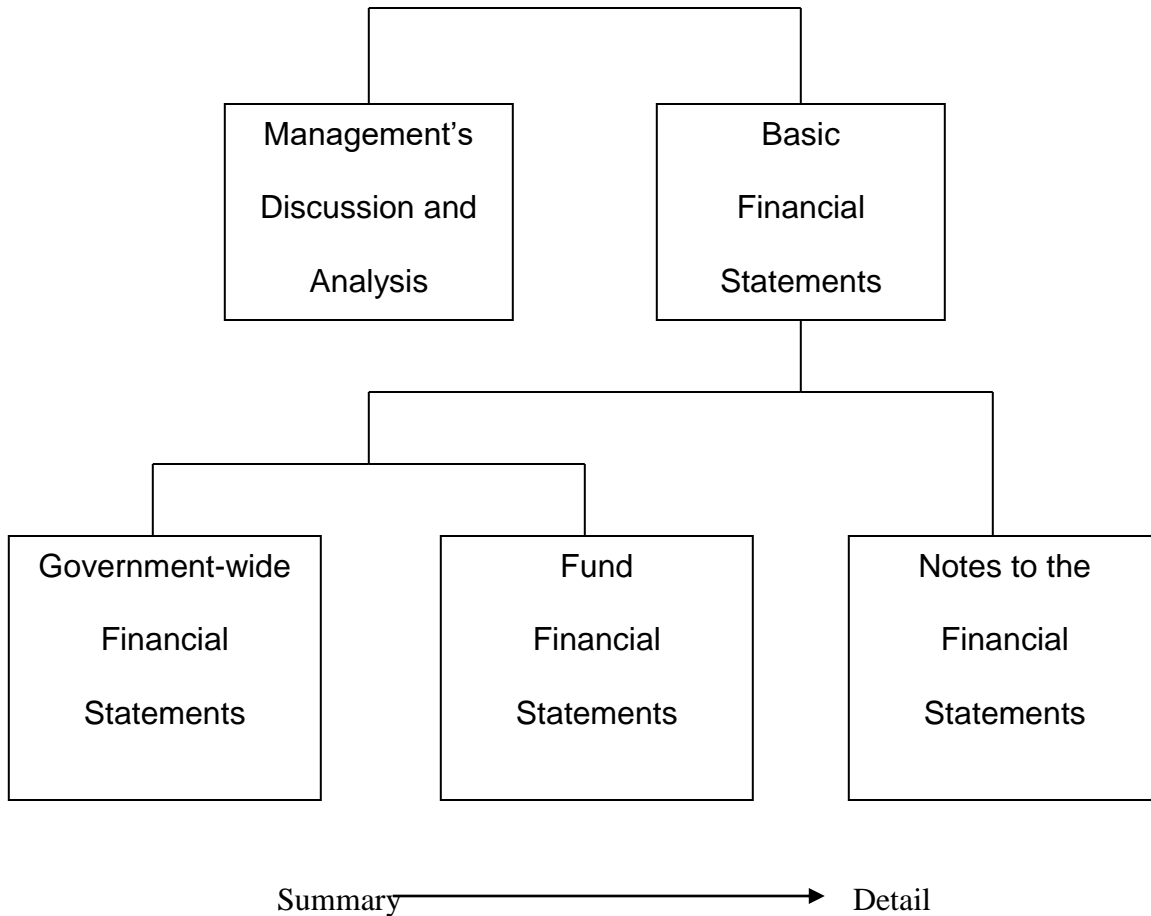 Management’s
Discussion and
Analysis
Basic
Financial
Statements
Government-wide
Financial
Statements
Fund
Financial
Statements
Notes to the
Financial
Statements
Summary Detail